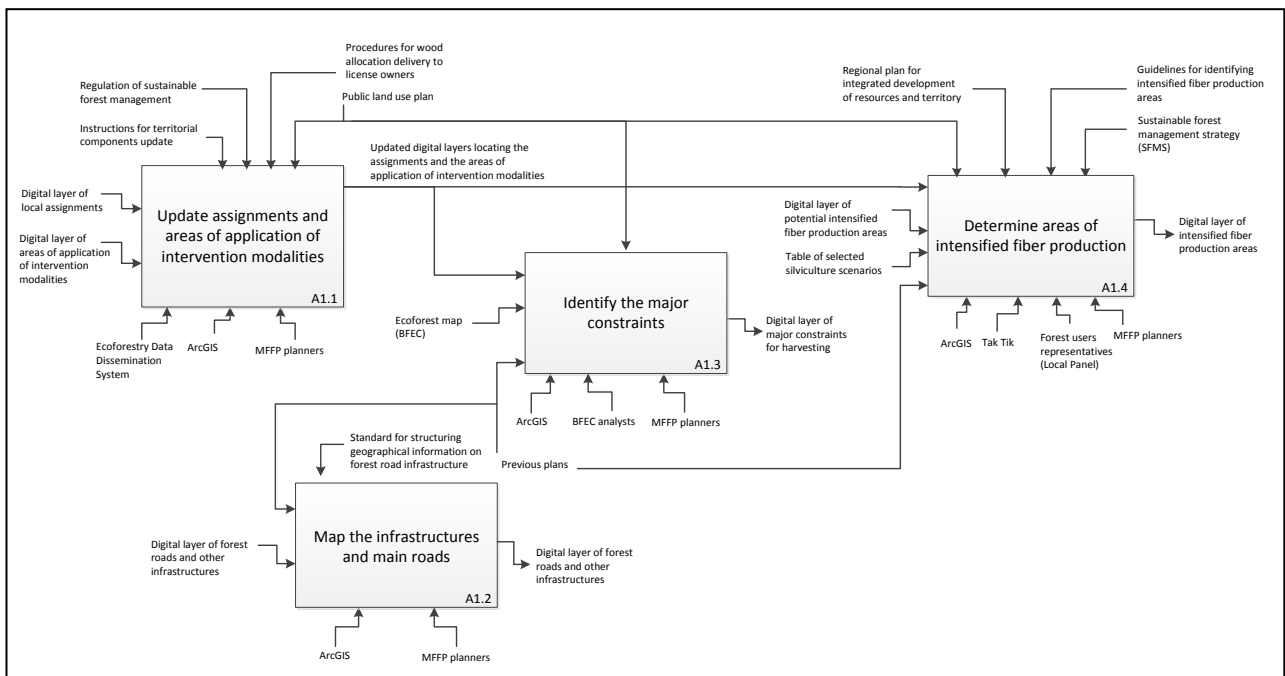 Procedures for wood
allocation delivery to
license owners
Regulation of sustainable
forest management
Public land use plan
Instructions for territorial
components update
Regional plan for
integrated development
of resources and territory
Guidelines for identifying
intensified fiber production
areas
Sustainable forest
management strategy
(SFMS)
Updated digital layers locating the
assignments and the areas of
application of intervention modalities
Digital layer of
local assignments
Digital layer of
areas of application
of intervention
modalities
Update assignments and
areas of application of
intervention modalities
A1.1
Ecoforestry Data
Dissemination
System
ArcGIS
MFFP planners
Digital layer of
potential intensified
fiber production areas
Table of selected
silviculture scenarios
Determine areas of
intensified fiber production
A1.4
Digital layer of
intensified fiber
production areas
ArcGIS
Tak Tik
Forest users
representatives
(Local Panel)
MFFP planners
Ecoforest map
(BFEC)
Identify the major
constraints
A1.3
Digital layer of
major constraints
for harvesting
ArcGIS
BFEC analysts
MFFP planners
Standard for structuring
geographical information on
forest road infrastructure
Previous plans
Digital layer of forest
roads and other
infrastructures
Map the infrastructures
and main roads
A1.2
Digital layer of forest
roads and other
infrastructures
ArcGIS
MFFP planners